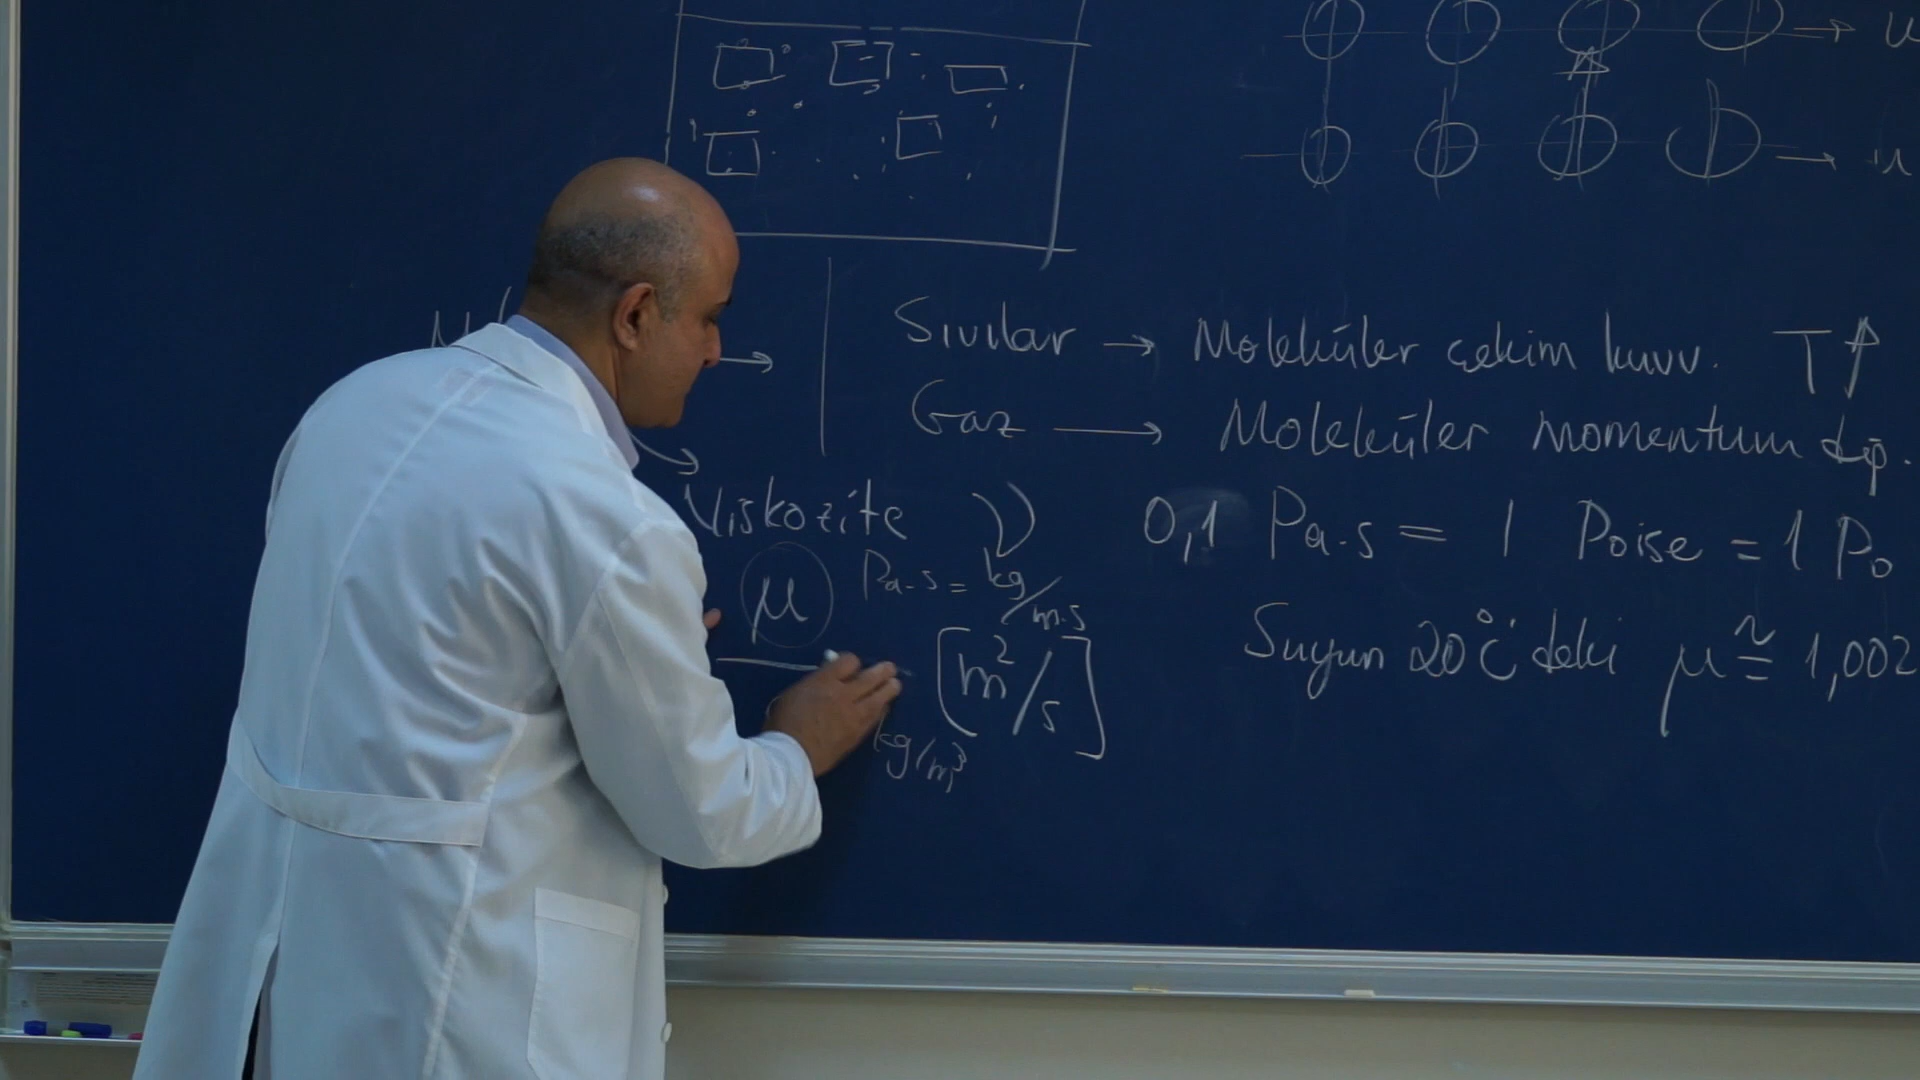 Sıvılar → Moleküler çekim kuvv. T↑
Gaz → Moleküler momentum
Viskozite
0,1 Pa.s = 1 Poise = 1 Po
μ Pa.s = kg/m.s
[m²/s]
kg/m³
Suyun 20°C'deki μ ≅ 1,002